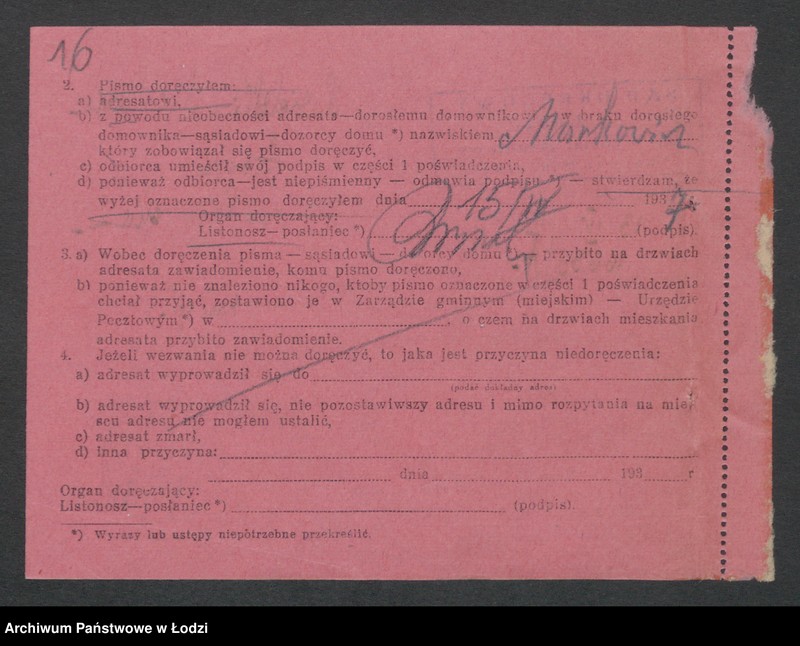 16
2. Pismo doręczyłem:
a) adresatowi,
b) z powodu nieobecności adresata—dorosłemu domownikowi w braku dorosłego
domownika—sąsiadowi—dozorcy domu *) nazwiskiem
który zobowiązał się pismo doręczyć,
c) odbiorca umieścił swój podpis w części 1 poświadczenia,
d) ponieważ odbiorca—jest niepiśmienny — odmawia podpisu *) — stwierdzam, że
wyżej oznaczone pismo doręczyłem dnia 15/IV 1937 r.
Organ doręczający:
Listonosz—posłaniec *) (podpis).
3. a) Wobec doręczenia pisma — sąsiadowi — dozorcy domu *) — przybito na drzwiach
adresata zawiadomienie, komu pismo doręczono,
b) ponieważ nie znaleziono nikogo, ktoby pismo oznaczone w części 1 poświadczenia
chciał przyjąć, zostawiono je w Zarządzie gminnym (miejskim) — Urzędzie
Pocztowym *) w , o czem na drzwiach mieszkania
adresata przybito zawiadomienie.
4. Jeżeli wezwania nie można doręczyć, to jaka jest przyczyna niedoręczenia:
a) adresat wyprowadził się do
(podać dokładny adres)
b) adresat wyprowadził się, nie pozostawiwszy adresu i mimo rozpytania na miej-
scu adresu nie mogłem ustalić,
c) adresat zmarł,
d) inna przyczyna:
dnia 193 r
Organ doręczający:
Listonosz—posłaniec *) (podpis).
*) Wyrazy lub ustępy niepotrzebne przekreślić.
Archiwum Państwowe w Łodzi